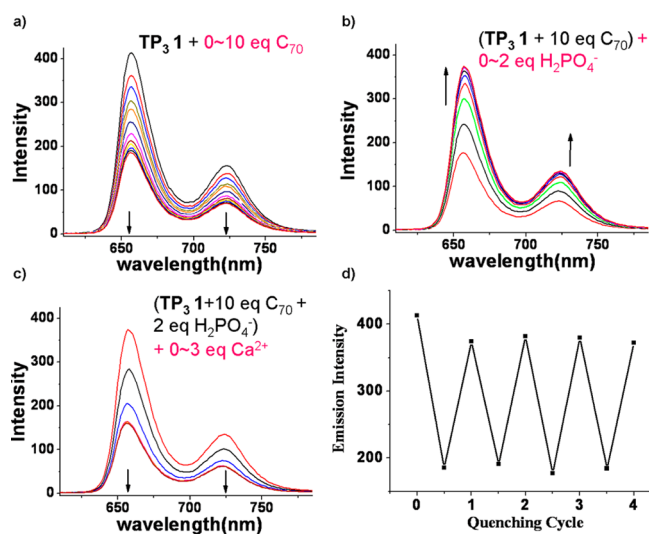 a)
TP₃ 1 + 0~10 eq C₇₀
400
300
200
100
0
Intensity
650 700 750
wavelength(nm)
b)
(TP₃ 1 + 10 eq C₇₀) +
0~2 eq H₂PO₄⁻
400
300
200
100
0
Intensity
650 700 750
wavelength(nm)
c)
(TP₃ 1+10 eq C₇₀ +
2 eq H₂PO₄⁻)
+ 0~3 eq Ca²⁺
400
300
200
100
0
Intensity
650 700 750
wavelength(nm)
d)
400
300
200
Emission Intensity
0 1 2 3 4
Quenching Cycle